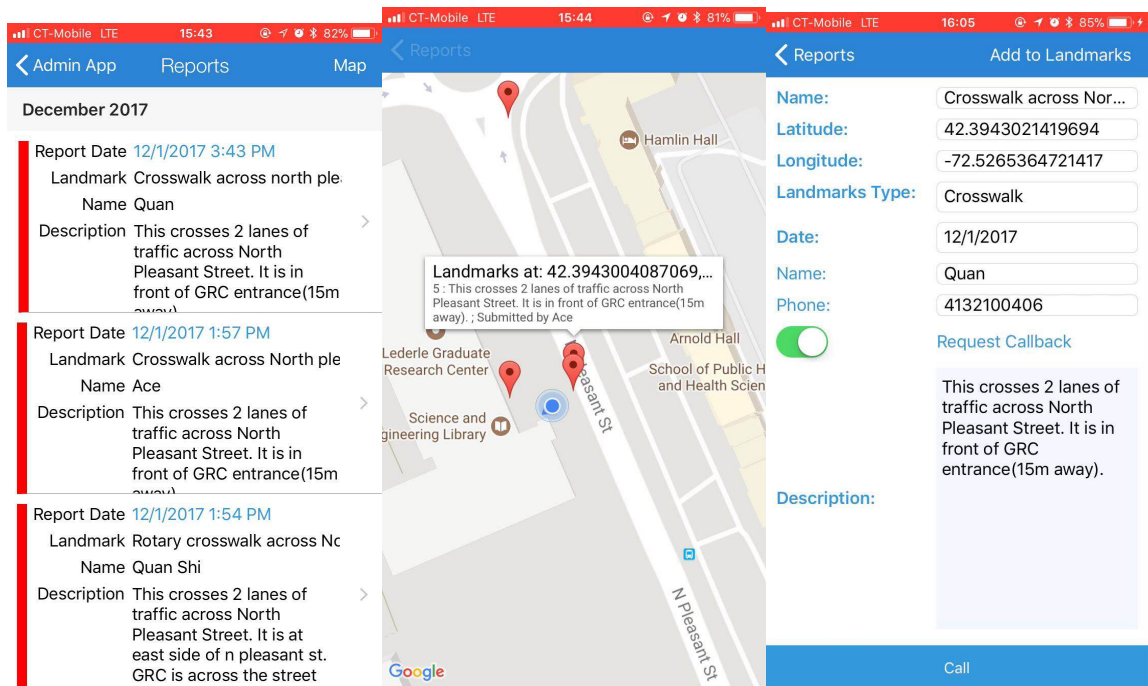 CT-Mobile LTE 15:43 82%
Admin App Reports Map
December 2017
Report Date 12/1/2017 3:43 PM
Landmark Crosswalk across north ple
Name Quan
Description This crosses 2 lanes of
traffic across North
Pleasant Street. It is in
front of GRC entrance(15m
away)
Report Date 12/1/2017 1:57 PM
Landmark Crosswalk across North ple
Name Ace
Description This crosses 2 lanes of
traffic across North
Pleasant Street. It is in
front of GRC entrance(15m
away)
Report Date 12/1/2017 1:54 PM
Landmark Rotary crosswalk across Nc
Name Quan Shi
Description This crosses 2 lanes of
traffic across North
Pleasant Street. It is at
east side of n pleasant st.
GRC is across the street
CT-Mobile LTE 15:44 81%
Reports
Hamlin Hall
Landmarks at: 42.3943004087069,...
5 : This crosses 2 lanes of traffic across North
Pleasant Street. It is in front of GRC entrance(15m
away). ; Submitted by Ace
Arnold Hall
Lederle Graduate
Research Center
School of Public H
and Health Scien
Pleasant St
Science and
gineering Library
N Pleasant St
Google
CT-Mobile LTE 16:05 85%
Reports Add to Landmarks
Name: Crosswalk across Nor...
Latitude: 42.3943021419694
Longitude: -72.5265364721417
Landmarks Type: Crosswalk
Date: 12/1/2017
Name: Quan
Phone: 4132100406
Request Callback
This crosses 2 lanes of
traffic across North
Pleasant Street. It is in
front of GRC
entrance(15m away).
Description:
Call